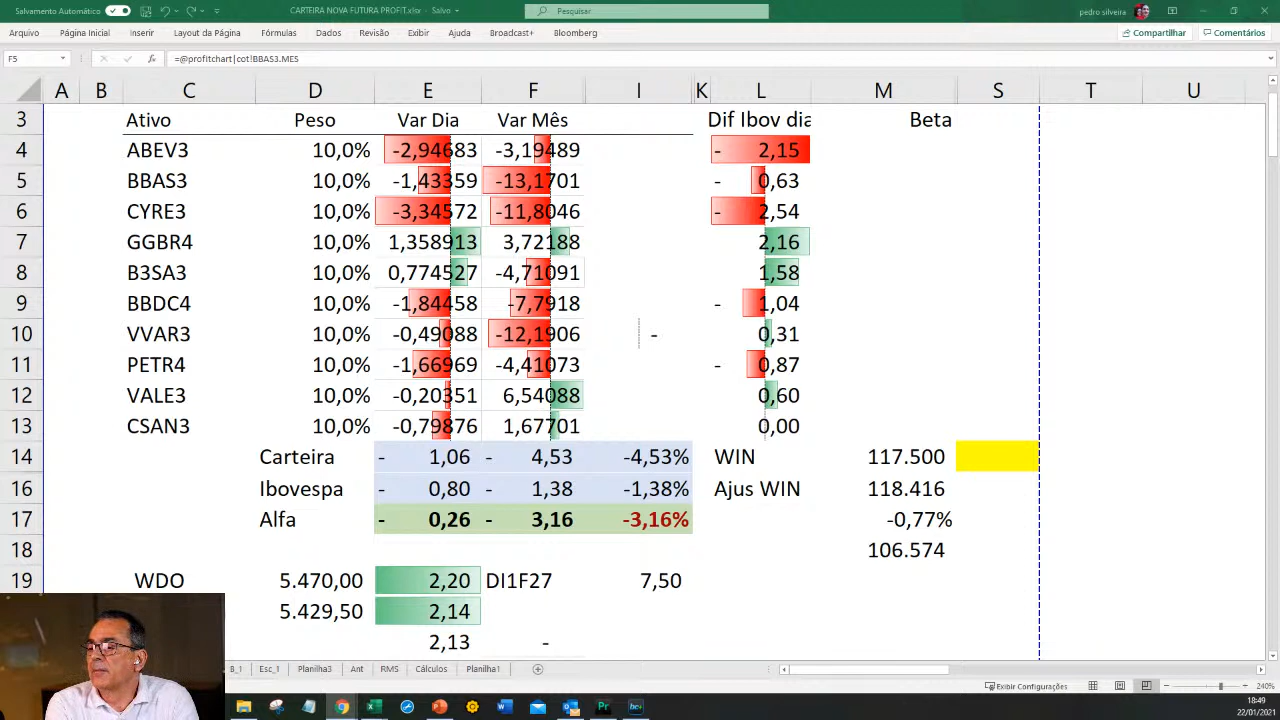 Salvamento Automático CARTEIRA NOVA FUTURA PROFIT.xlsr - Salvo Pesquisar pedro silveira
Arquivo Página Inicial Inserir Layout da Página Fórmulas Dados Revisão Exibir Ajuda Broadcast+ Bloomberg Compartilhar Comentários
F5 fx =@profitchart|cot!BBAS3.MES
A B C D E F I K L M S T U
3 Ativo Peso Var Dia Var Mês Dif Ibov dia Beta
4 ABEV3 10,0% -2,94683 -3,19489 - 2,15
5 BBAS3 10,0% -1,43359 -13,1701 - 0,63
6 CYRE3 10,0% -3,34572 -11,8046 - 2,54
7 GGBR4 10,0% 1,358913 3,72188 2,16
8 B3SA3 10,0% 0,774527 -4,71091 1,58
9 BBDC4 10,0% -1,84458 -7,7918 - 1,04
10 VVAR3 10,0% -0,49088 -12,1906 - 0,31
11 PETR4 10,0% -1,66969 -4,41073 - 0,87
12 VALE3 10,0% -0,20351 6,54088 0,60
13 CSAN3 10,0% -0,79876 1,67701 0,00
14 Carteira - 1,06 - 4,53 -4,53% WIN 117.500
16 Ibovespa - 0,80 - 1,38 -1,38% Ajus WIN 118.416
17 Alfa - 0,26 - 3,16 -3,16% -0,77%
18 106.574
19 WDO 5.470,00 2,20 DI1F27 7,50
5.429,50 2,14
2,13 -
B_1 Esc_1 Planilha3 Ant RMS Cálculos Planilha1
Exibir Configurações 240%
18:49
22/01/2021